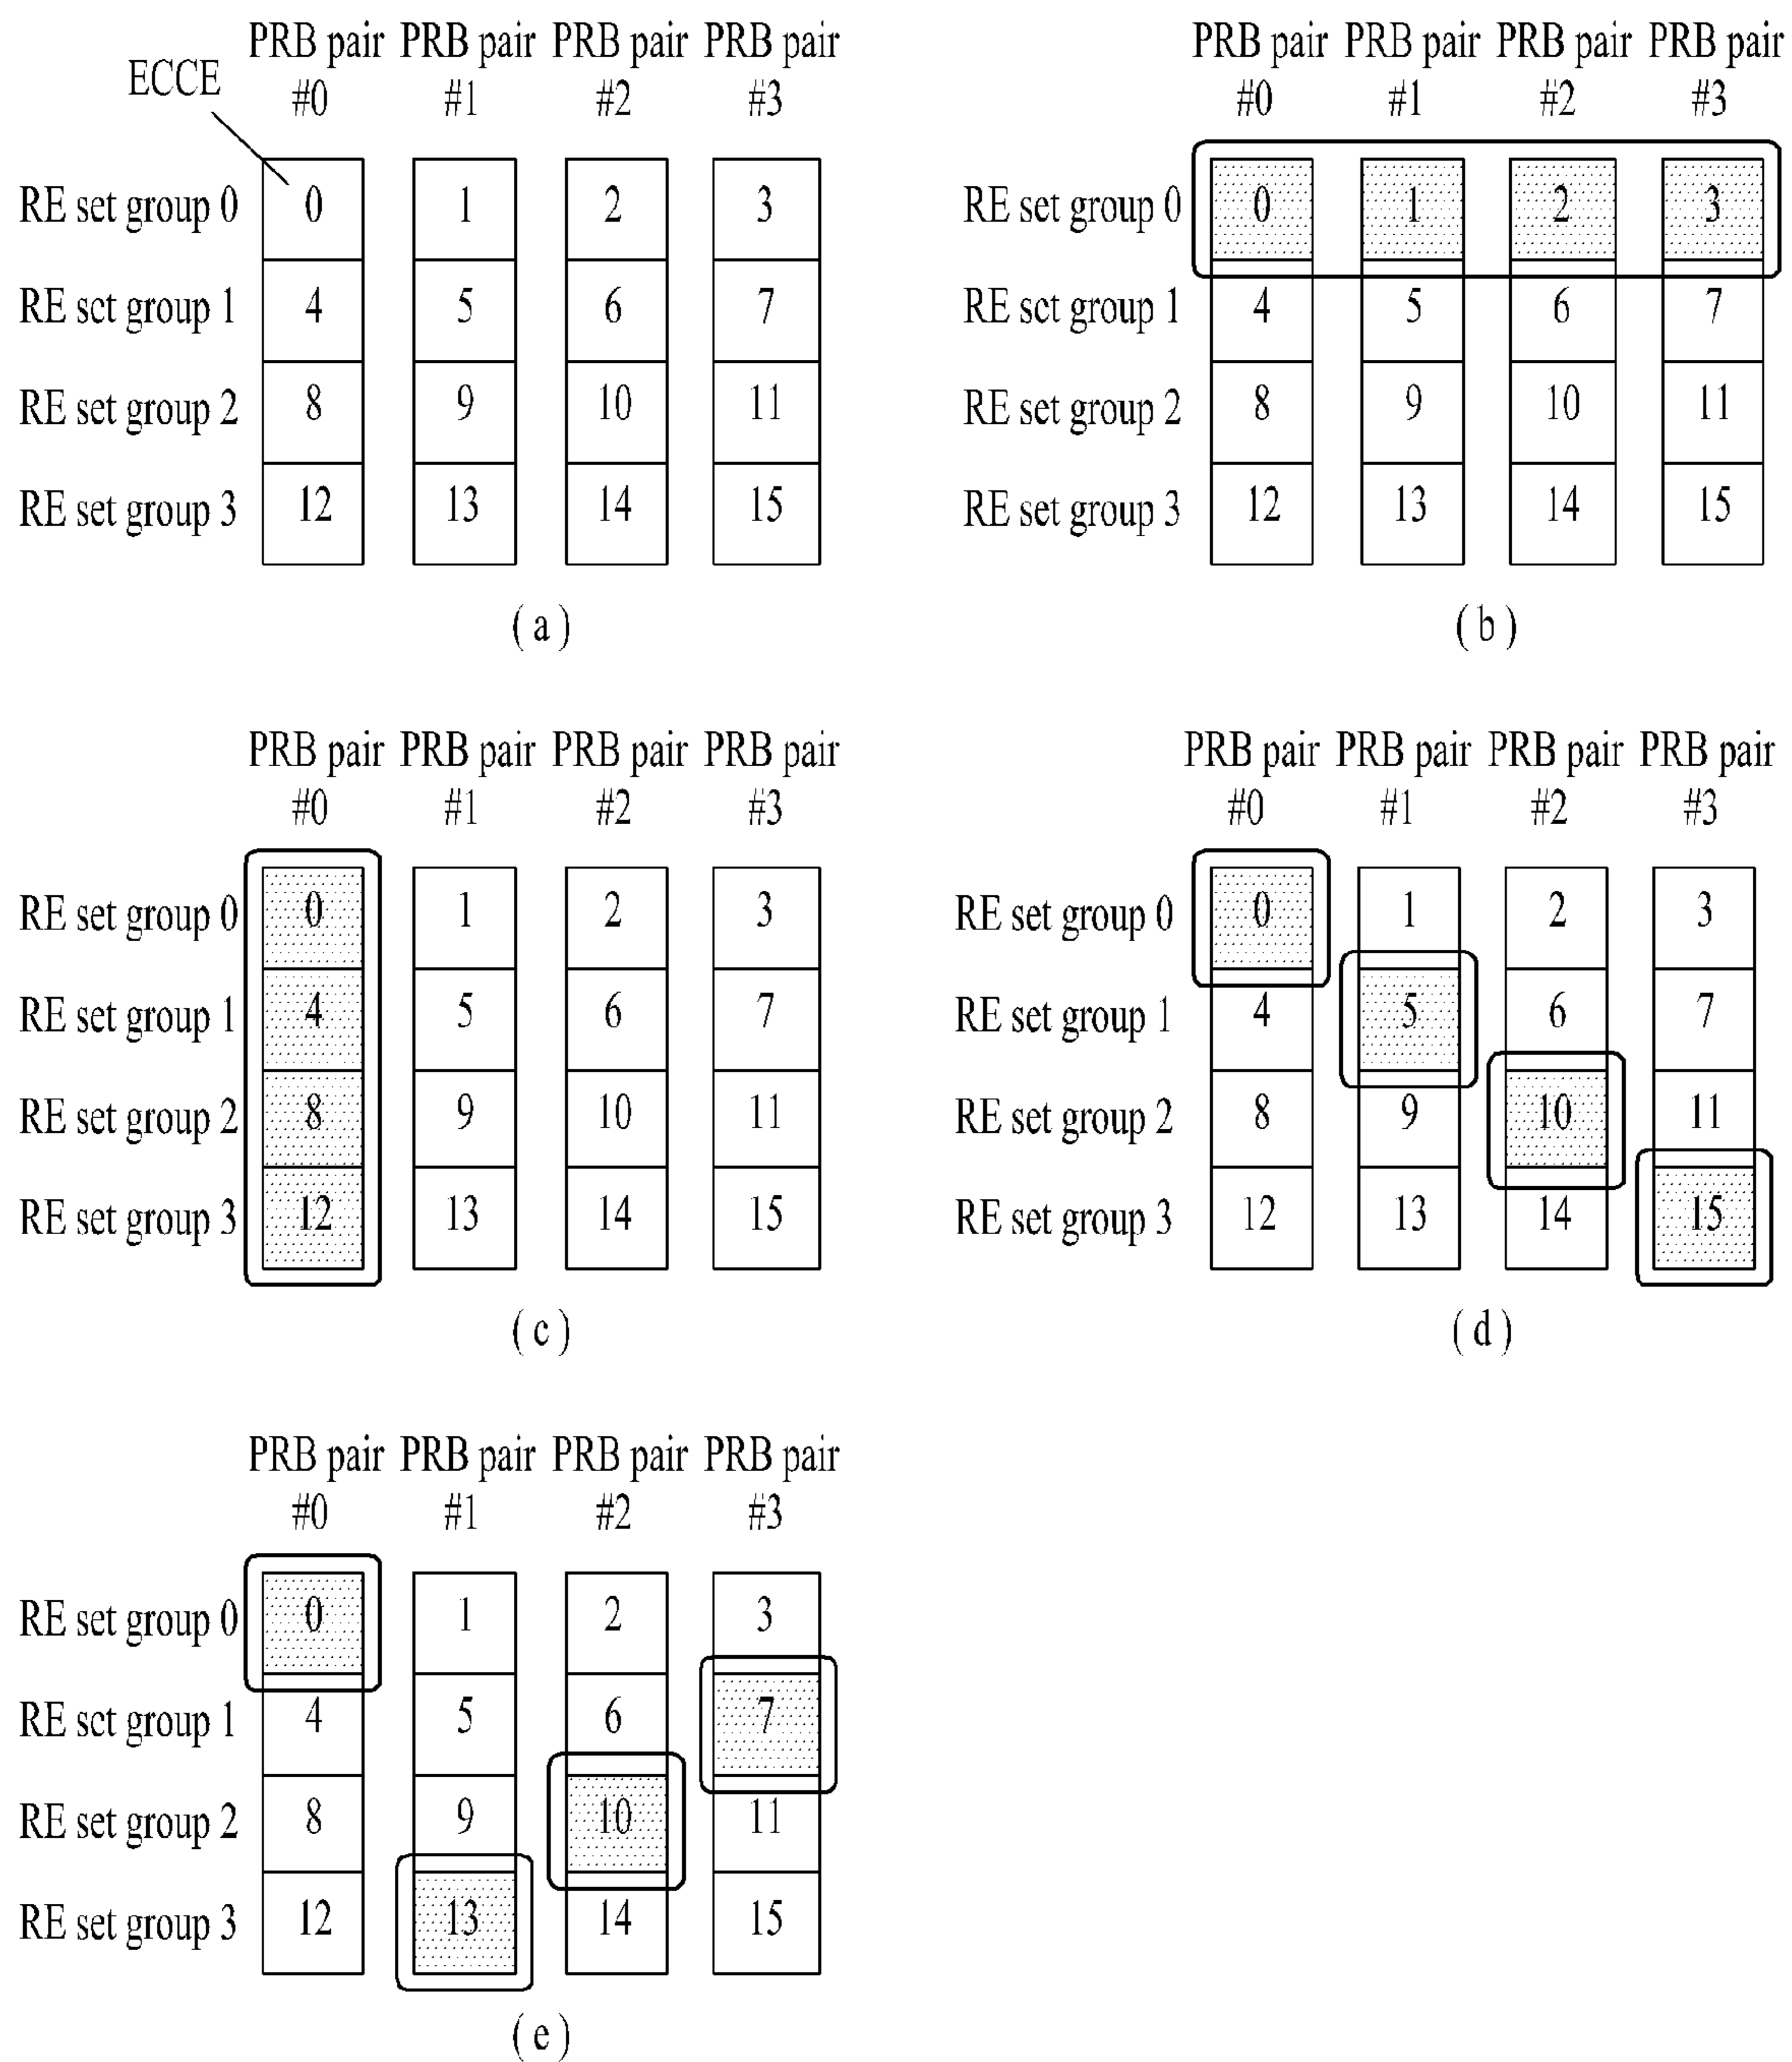 PRB pair PRB pair PRB pair PRB pair
#0 #1 #2 #3
ECCE
RE set group 0 0 1 2 3
RE set group 1 4 5 6 7
RE set group 2 8 9 10 11
RE set group 3 12 13 14 15
( a )
PRB pair PRB pair PRB pair PRB pair
#0 #1 #2 #3
RE set group 0 0 1 2 3
RE set group 1 4 5 6 7
RE set group 2 8 9 10 11
RE set group 3 12 13 14 15
( b )
PRB pair PRB pair PRB pair PRB pair
#0 #1 #2 #3
RE set group 0 0 1 2 3
RE set group 1 4 5 6 7
RE set group 2 8 9 10 11
RE set group 3 12 13 14 15
( c )
PRB pair PRB pair PRB pair PRB pair
#0 #1 #2 #3
RE set group 0 0 1 2 3
RE set group 1 4 5 6 7
RE set group 2 8 9 10 11
RE set group 3 12 13 14 15
( d )
PRB pair PRB pair PRB pair PRB pair
#0 #1 #2 #3
RE set group 0 0 1 2 3
RE set group 1 4 5 6 7
RE set group 2 8 9 10 11
RE set group 3 12 13 14 15
( e )